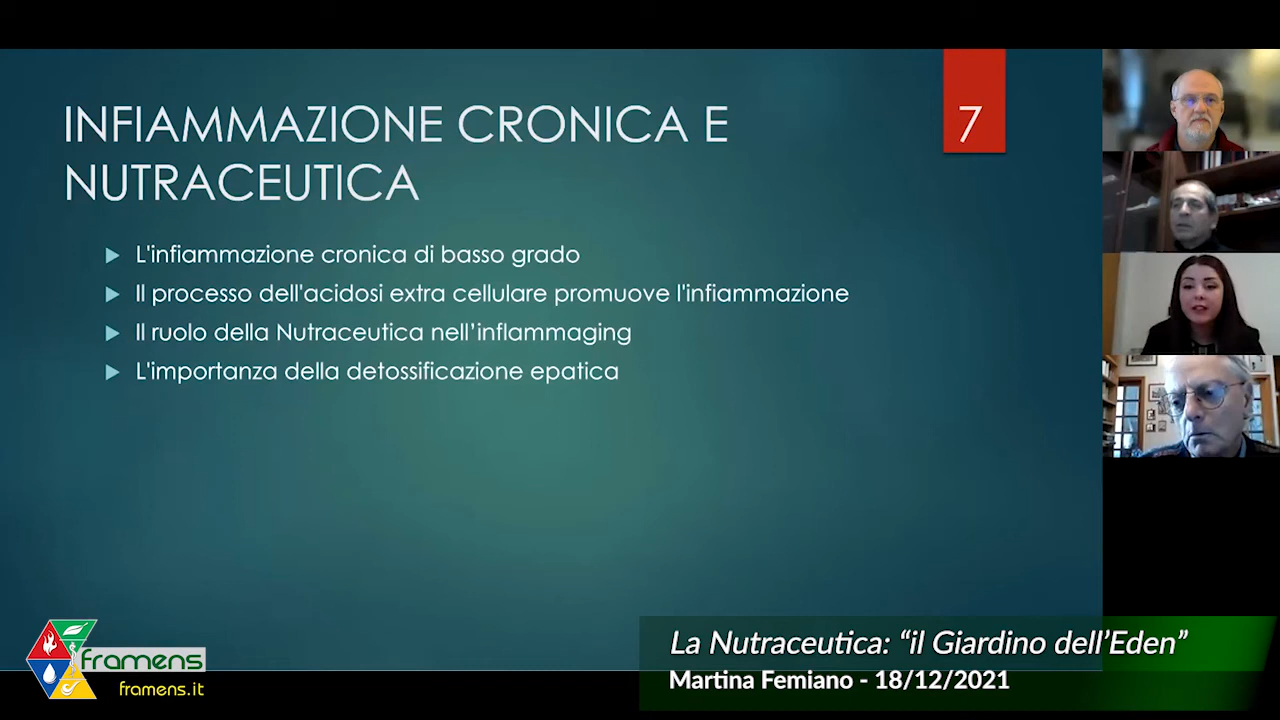 INFIAMMAZIONE CRONICA E
NUTRACEUTICA
7
L'infiammazione cronica di basso grado
Il processo dell'acidosi extra cellulare promuove l'infiammazione
Il ruolo della Nutraceutica nell’inflammaging
L'importanza della detossificazione epatica
framens
framens.it
La Nutraceutica: “il Giardino dell’Eden”
Martina Femiano - 18/12/2021